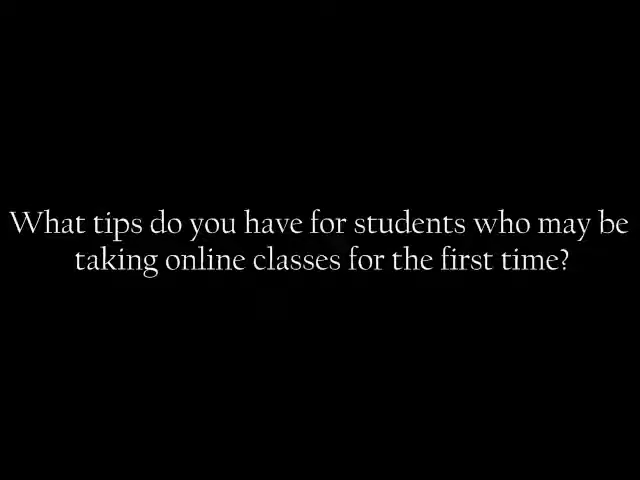 What tips do you have for students who may be
taking online classes for the first time?